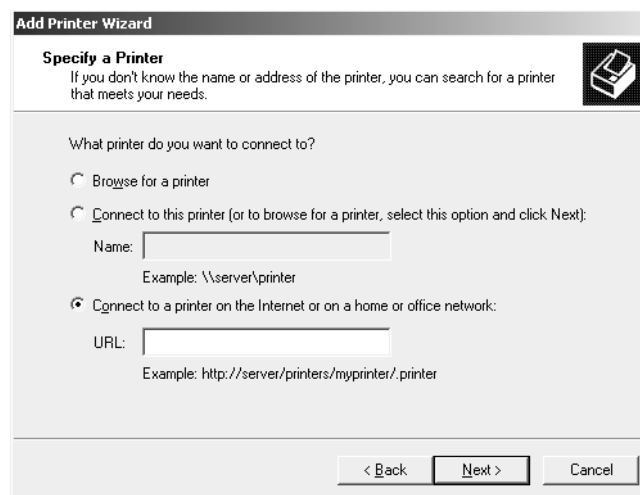 Add Printer Wizard
Specify a Printer
If you don't know the name or address of the printer, you can search for a printer
that meets your needs.
What printer do you want to connect to?
Browse for a printer
Connect to this printer (or to browse for a printer, select this option and click Next):
Name:
Example: \\server\printer
Connect to a printer on the Internet or on a home or office network:
URL:
Example: http://server/printers/myprinter/.printer
< Back Next > Cancel